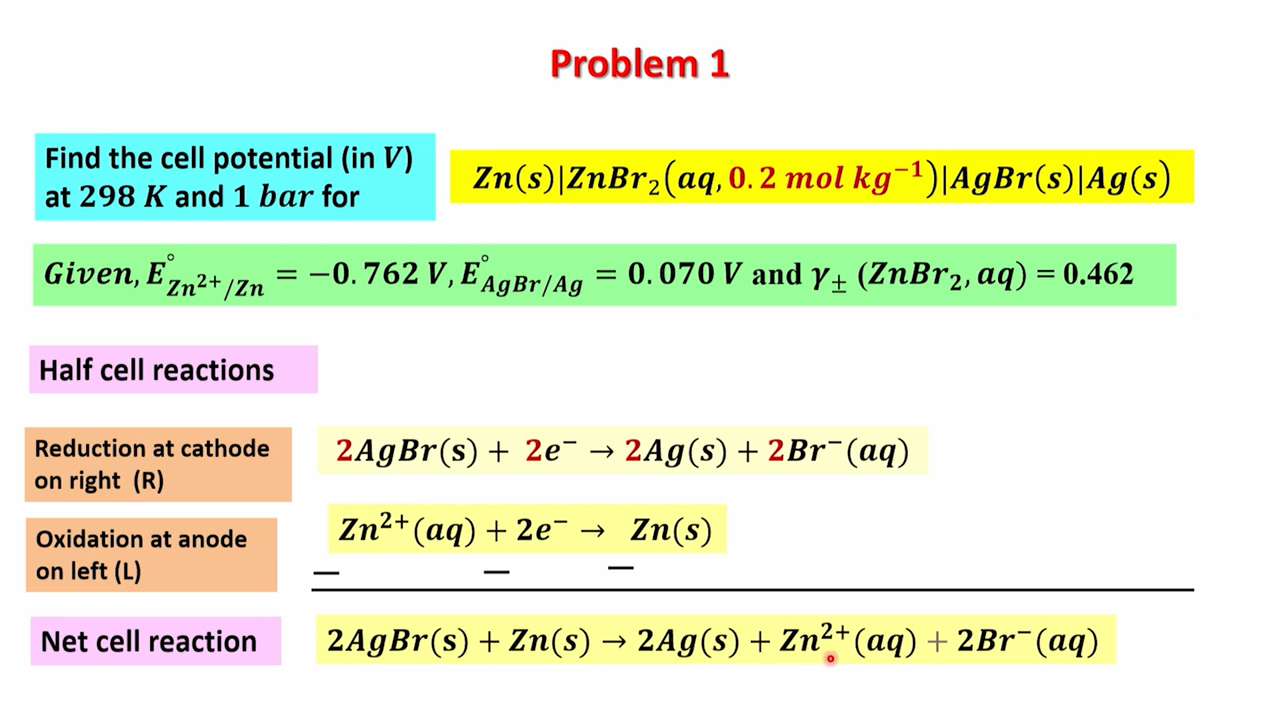 Problem 1
Find the cell potential (in V)
at 298 K and 1 bar for
Zn(s)|ZnBr₂(aq, 0.2 mol kg⁻¹)|AgBr(s)|Ag(s)
Given, E°Zn²⁺/Zn = −0.762 V, E°AgBr/Ag = 0.070 V and γ± (ZnBr₂, aq) = 0.462
Half cell reactions
Reduction at cathode
on right (R)
2AgBr(s) + 2e⁻ → 2Ag(s) + 2Br⁻(aq)
Oxidation at anode
on left (L)
Zn²⁺(aq) + 2e⁻ → Zn(s)
— — —
Net cell reaction
2AgBr(s) + Zn(s) → 2Ag(s) + Zn²⁺(aq) + 2Br⁻(aq)